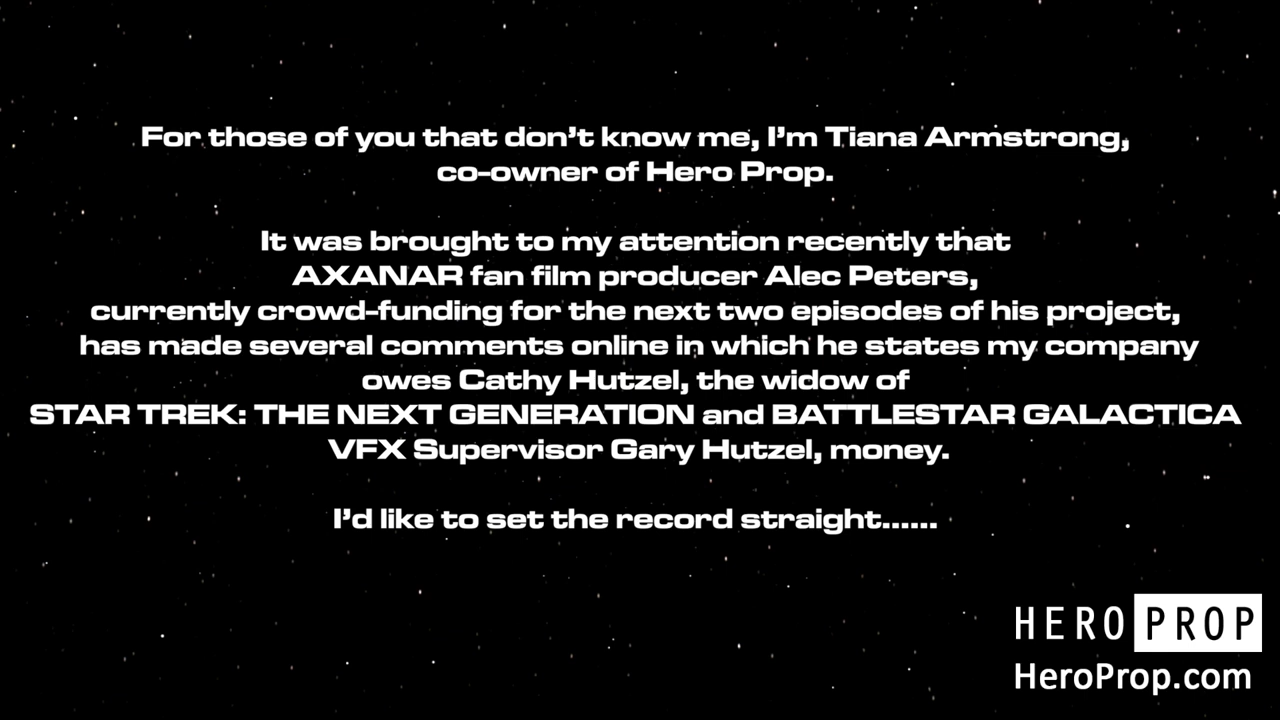 For those of you that don't know me, I'm Tiana Armstrong,
co-owner of Hero Prop.
It was brought to my attention recently that
AXANAR fan film producer Alec Peters,
currently crowd-funding for the next two episodes of his project,
has made several comments online in which he states my company
owes Cathy Hutzel, the widow of
STAR TREK: THE NEXT GENERATION and BATTLESTAR GALACTICA
VFX Supervisor Gary Hutzel, money.
I'd like to set the record straight......
HERO PROP
HeroProp.com